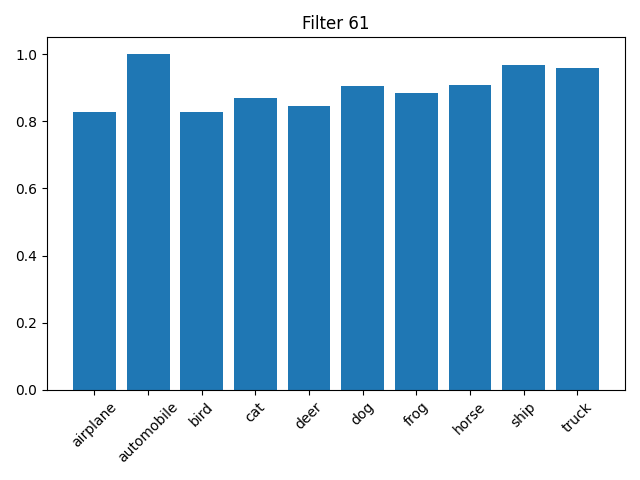 Filter 61
1.0
0.8
0.6
0.4
0.2
0.0
airplane
automobile
bird
cat
deer
dog
frog
horse
ship
truck